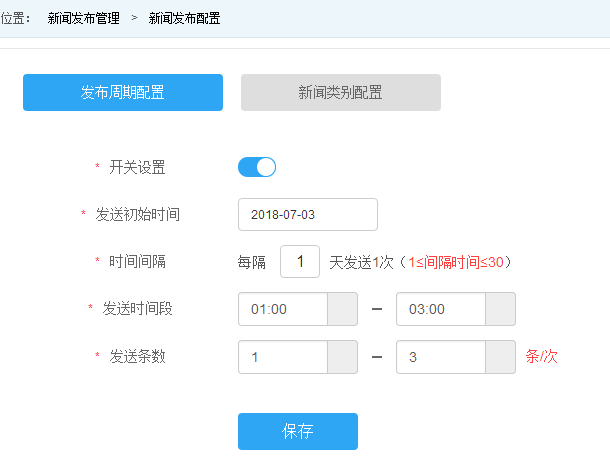 位置： 新闻发布管理 > 新闻发布配置
发布周期配置 新闻类别配置
* 开关设置
* 发送初始时间 2018-07-03
* 时间间隔 每隔 1 天发送1次（1≤间隔时间≤30）
* 发送时间段 01:00 — 03:00
* 发送条数 1 — 3 条/次
保存